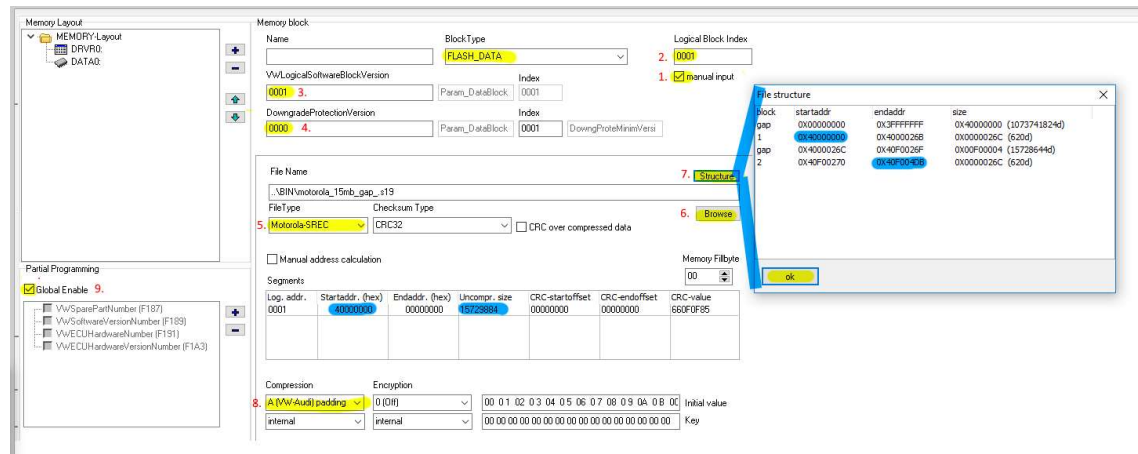 Memory Layout
MEMORY-Layout
DRVR0:
DATA0:
Memory block
Name
BlockType
Logical Block Index
FLASH_DATA
2. 0001
1. manual input
VWLogicalSoftwareBlockVersion
Index
0001 3.
Param_DataBlock
0001
DowngradeProtectionVersion
Index
0000 4.
Param_DataBlock
0001
DowngProteMinimVersi
File Name
7. Structure
..\BIN\motorola_15mb_gap_.s19
FileType
Checksum Type
6. Browse
5. Motorola-SREC
CRC32
CRC over compressed data
Manual address calculation
Memory Fillbyte
00
Segments
Log. addr. Startaddr. (hex) Endaddr. (hex) Uncompr. size CRC-startoffset CRC-endoffset CRC-value
0001 40000000 00000000 15729884 00000000 00000000 660F0F85
Compression
Encryption
8. A (VW-Audi) padding
0 (Off)
00 01 02 03 04 05 06 07 08 09 0A 0B 0C
Initial value
internal
internal
00 00 00 00 00 00 00 00 00 00 00 00 00 00 00 00
Key
Partial Programming
Global Enable 9.
VWSparePartNumber (F187)
VWSoftwareVersionNumber (F189)
VWECUHardwareNumber (F191)
VWECUHardwareVersionNumber (F1A3)
File structure
block startaddr endaddr size
gap 0X00000000 0X3FFFFFFF 0X40000000 (1073741824d)
1 0X40000000 0X4000026B 0X0000026C (620d)
gap 0X4000026C 0X40F0026F 0X00F00004 (15728644d)
2 0X40F00270 0X40F004DB 0X0000026C (620d)
ok